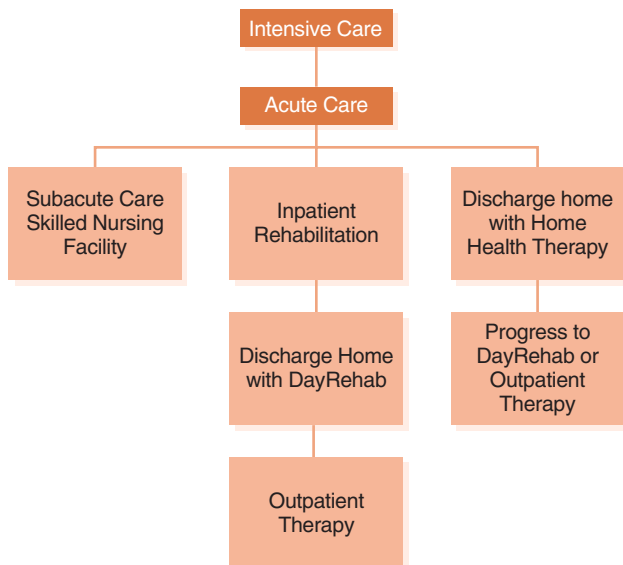 Intensive Care
Acute Care
Subacute Care
Skilled Nursing
Facility
Inpatient
Rehabilitation
Discharge home
with Home
Health Therapy
Discharge Home
with DayRehab
Progress to
DayRehab or
Outpatient
Therapy
Outpatient
Therapy